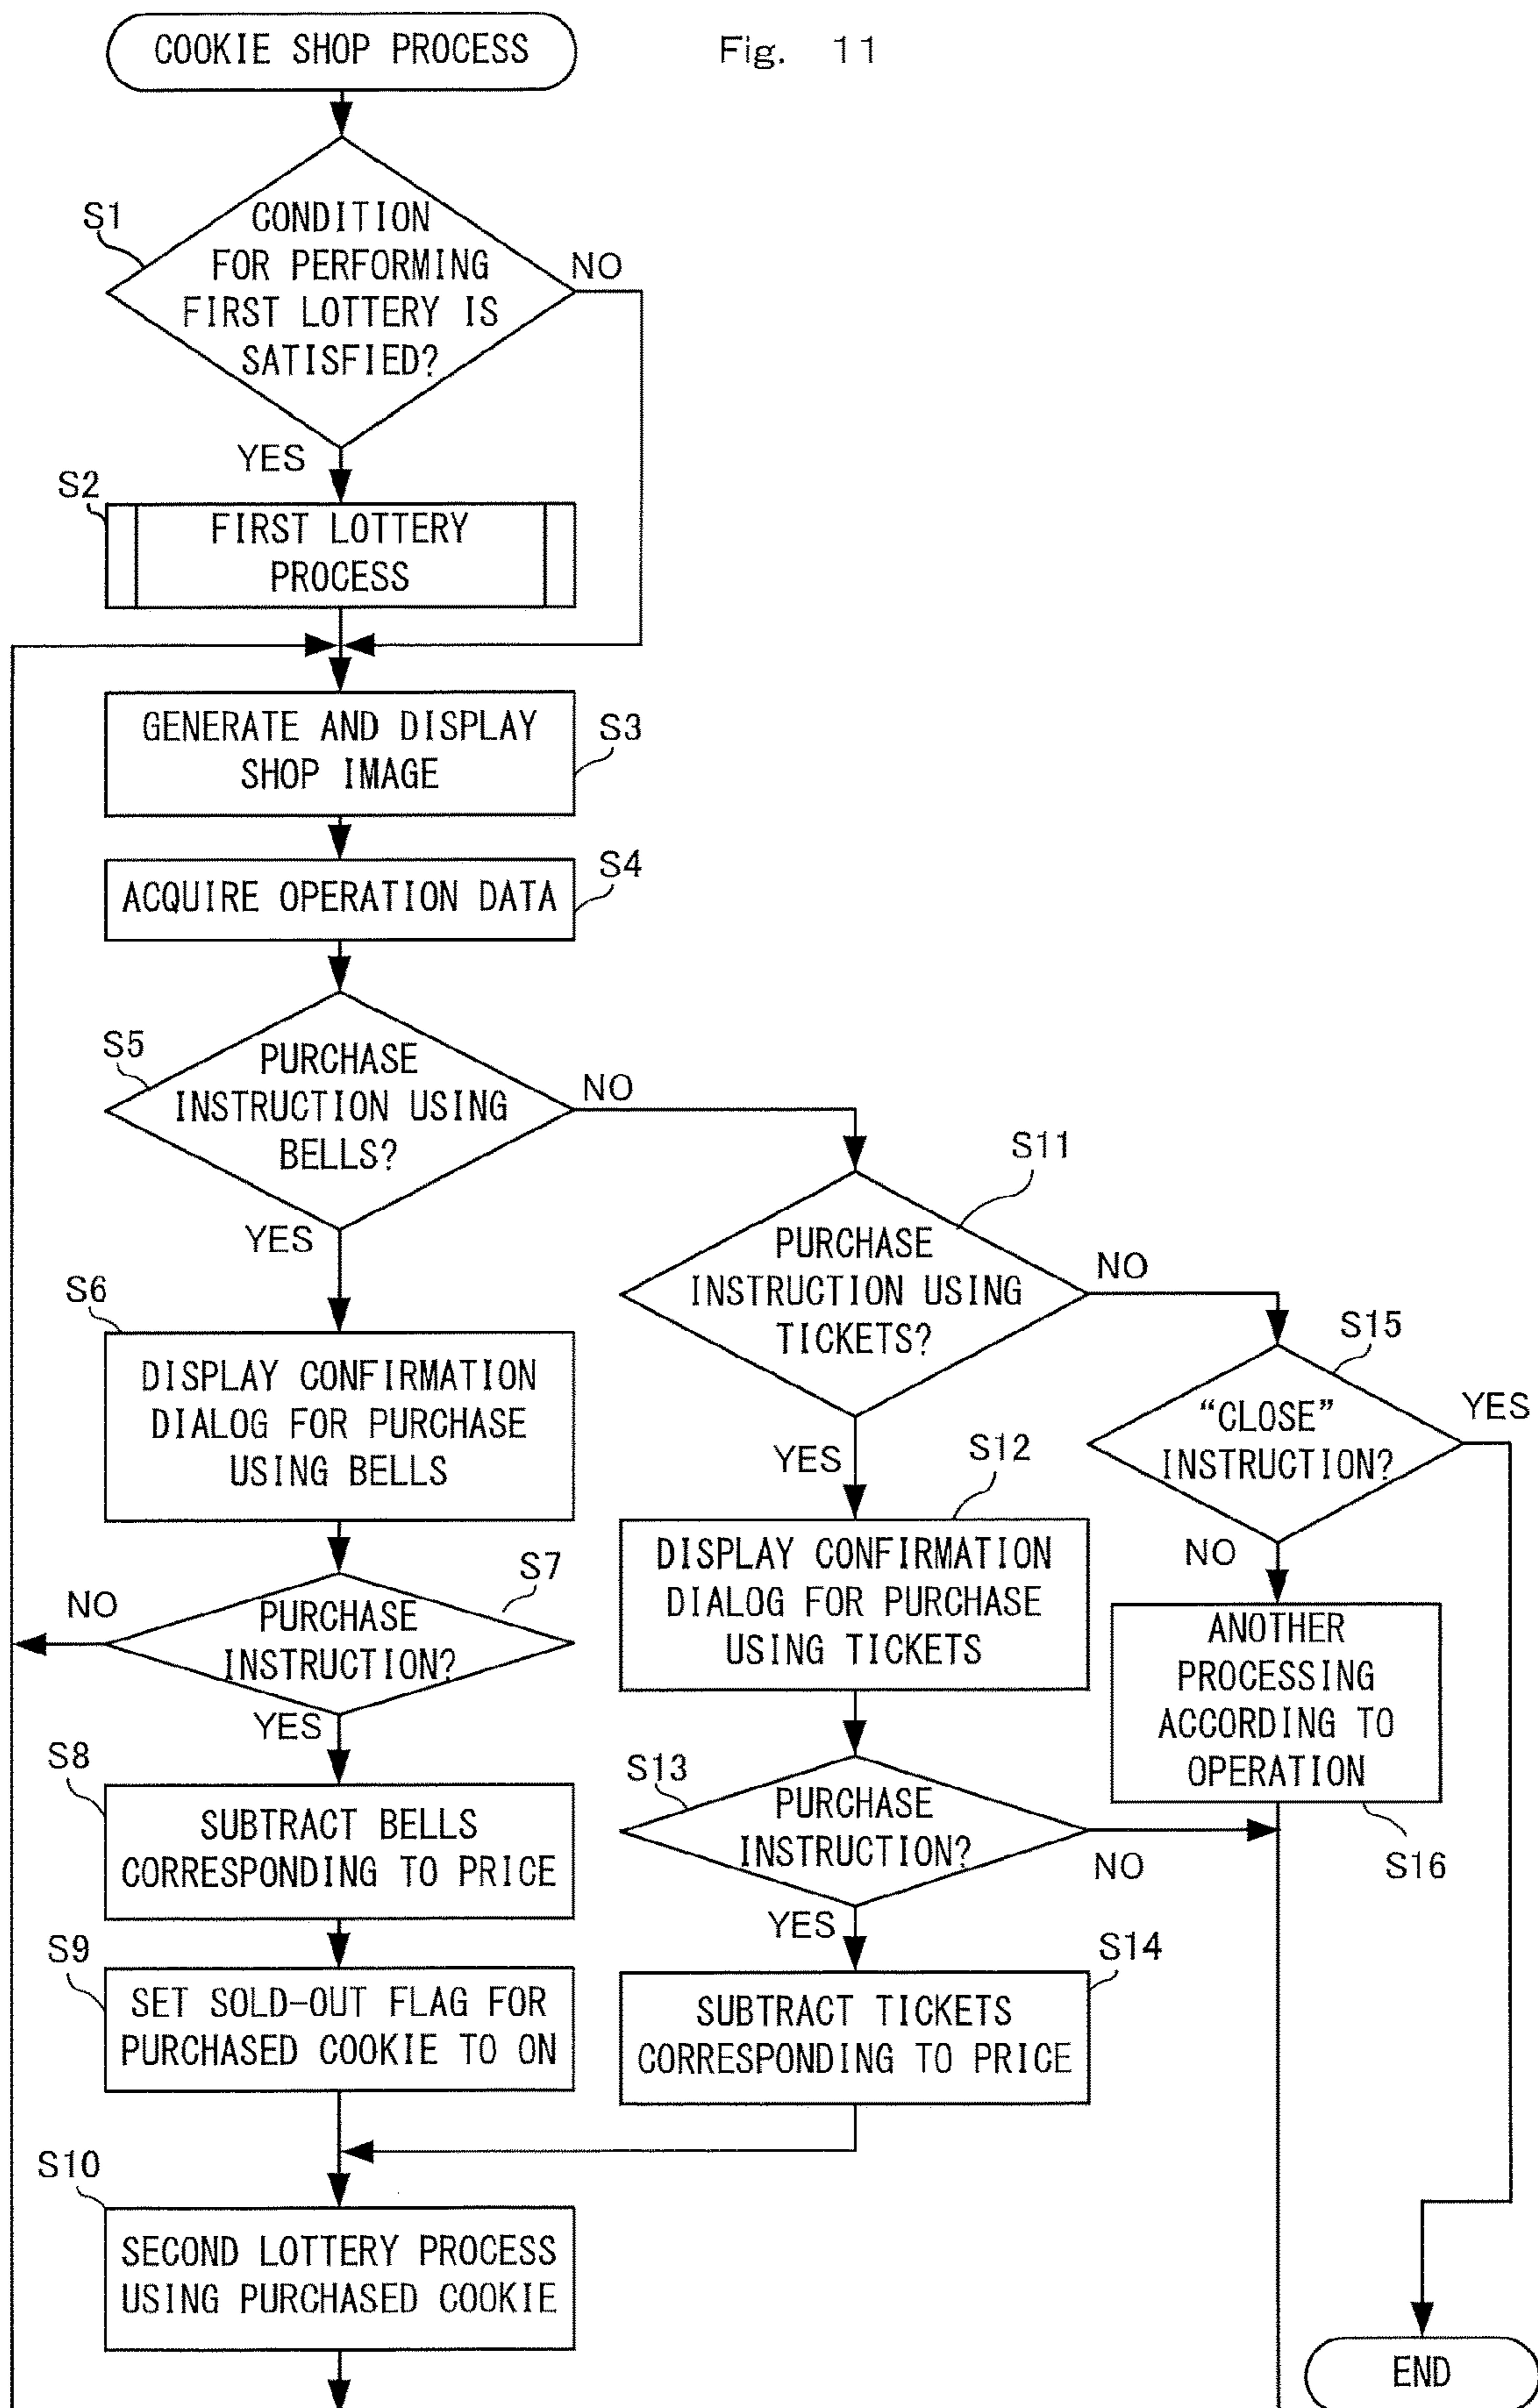 COOKIE SHOP PROCESS
Fig. 11
S1
CONDITION
FOR PERFORMING
FIRST LOTTERY IS
SATISFIED?
NO
YES
S2
FIRST LOTTERY
PROCESS
GENERATE AND DISPLAY
SHOP IMAGE
S3
ACQUIRE OPERATION DATA
S4
S5
PURCHASE
INSTRUCTION USING
BELLS?
NO
YES
S11
PURCHASE
INSTRUCTION USING
TICKETS?
NO
YES
S15
“CLOSE”
INSTRUCTION?
YES
NO
S6
DISPLAY CONFIRMATION
DIALOG FOR PURCHASE
USING BELLS
S12
DISPLAY CONFIRMATION
DIALOG FOR PURCHASE
USING TICKETS
S7
PURCHASE
INSTRUCTION?
NO
YES
ANOTHER
PROCESSING
ACCORDING TO
OPERATION
S16
S8
SUBTRACT BELLS
CORRESPONDING TO PRICE
S13
PURCHASE
INSTRUCTION?
NO
YES
S9
SET SOLD-OUT FLAG FOR
PURCHASED COOKIE TO ON
S14
SUBTRACT TICKETS
CORRESPONDING TO PRICE
S10
SECOND LOTTERY PROCESS
USING PURCHASED COOKIE
END